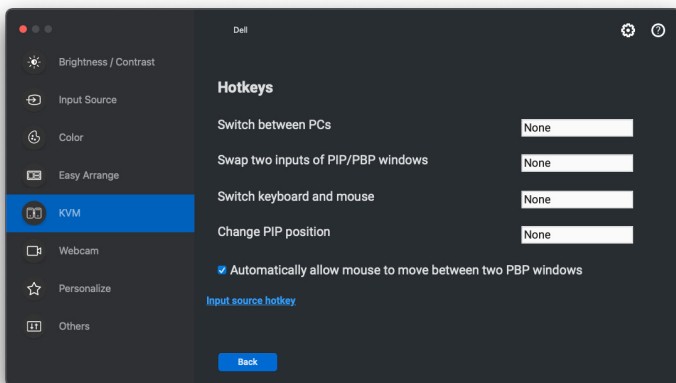 Dell
Brightness / Contrast
Input Source
Color
Easy Arrange
KVM
Webcam
Personalize
Others
Hotkeys
Switch between PCs
None
Swap two inputs of PIP/PBP windows
None
Switch keyboard and mouse
None
Change PIP position
None
Automatically allow mouse to move between two PBP windows
Input source hotkey
Back